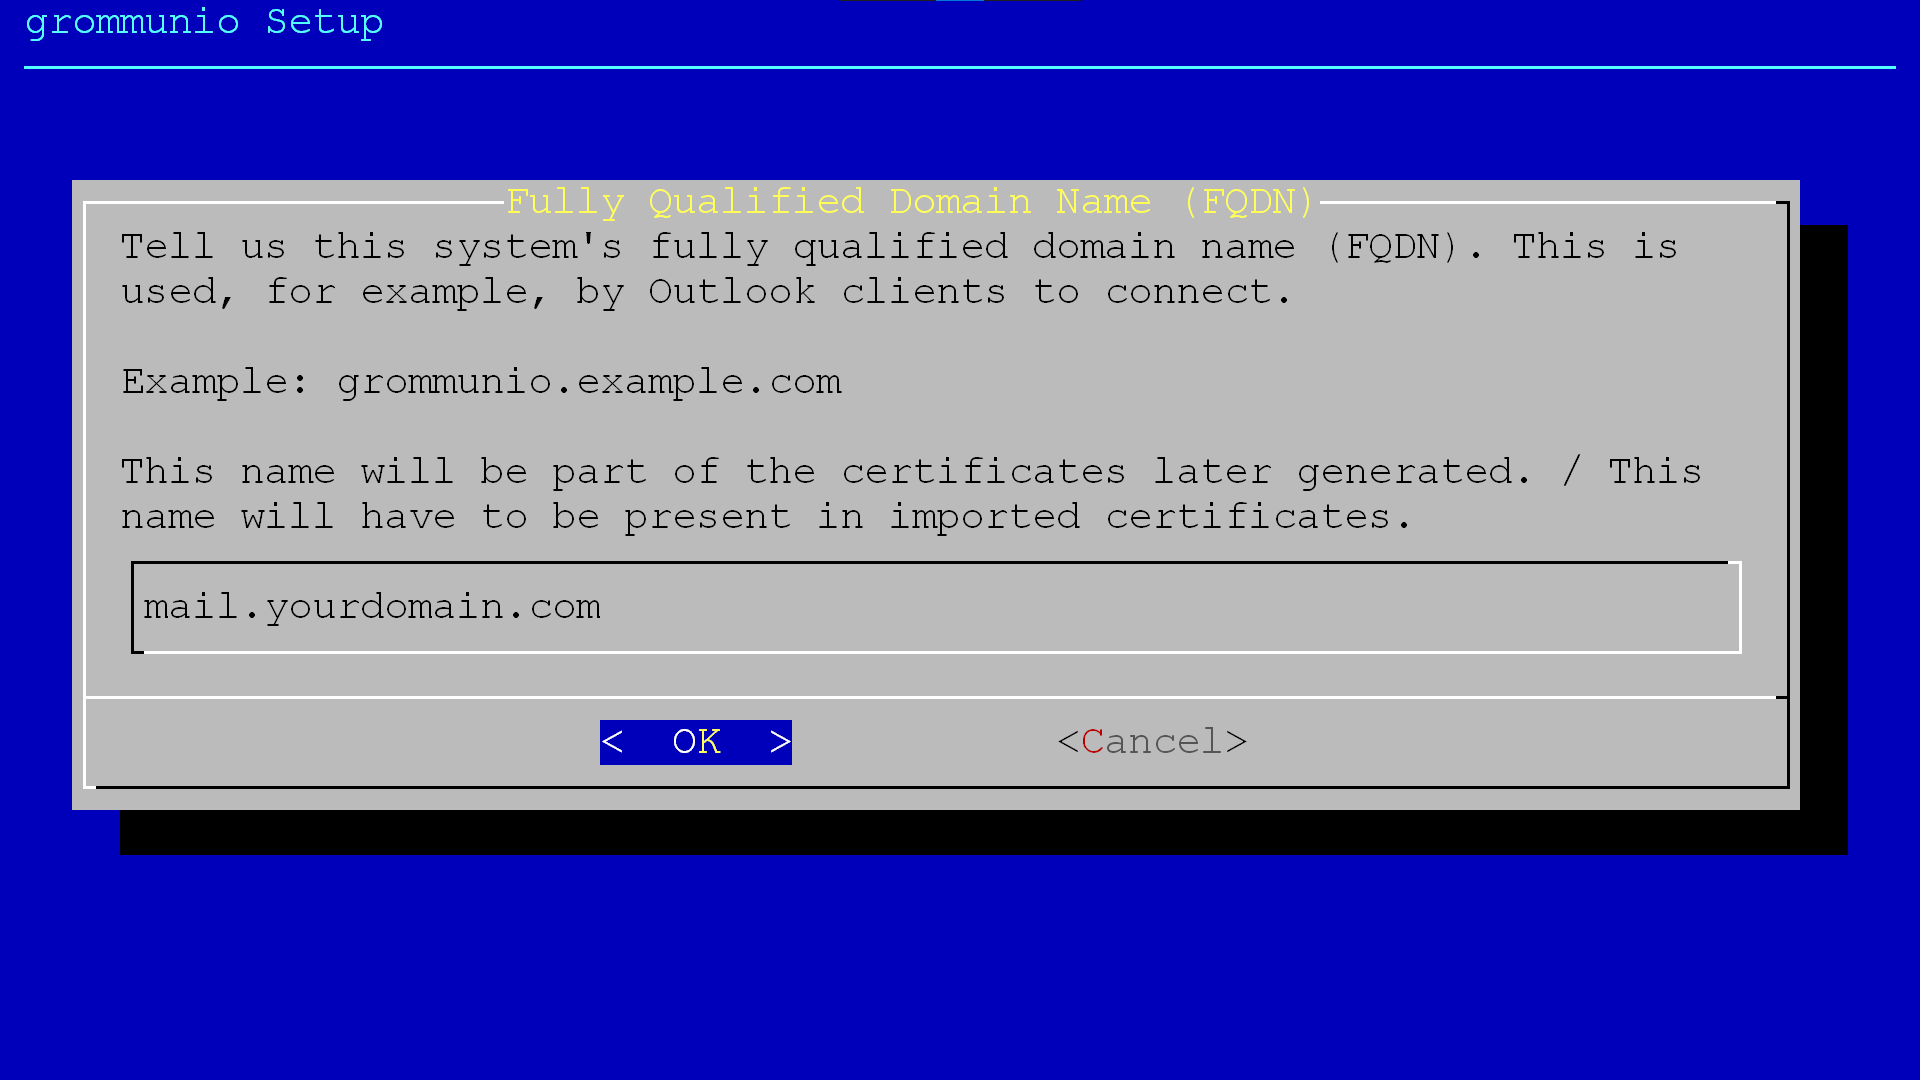 grommunio Setup
Fully Qualified Domain Name (FQDN)
Tell us this system's fully qualified domain name (FQDN). This is
used, for example, by Outlook clients to connect.
Example: grommunio.example.com
This name will be part of the certificates later generated. / This
name will have to be present in imported certificates.
mail.yourdomain.com
<  OK  > <Cancel>